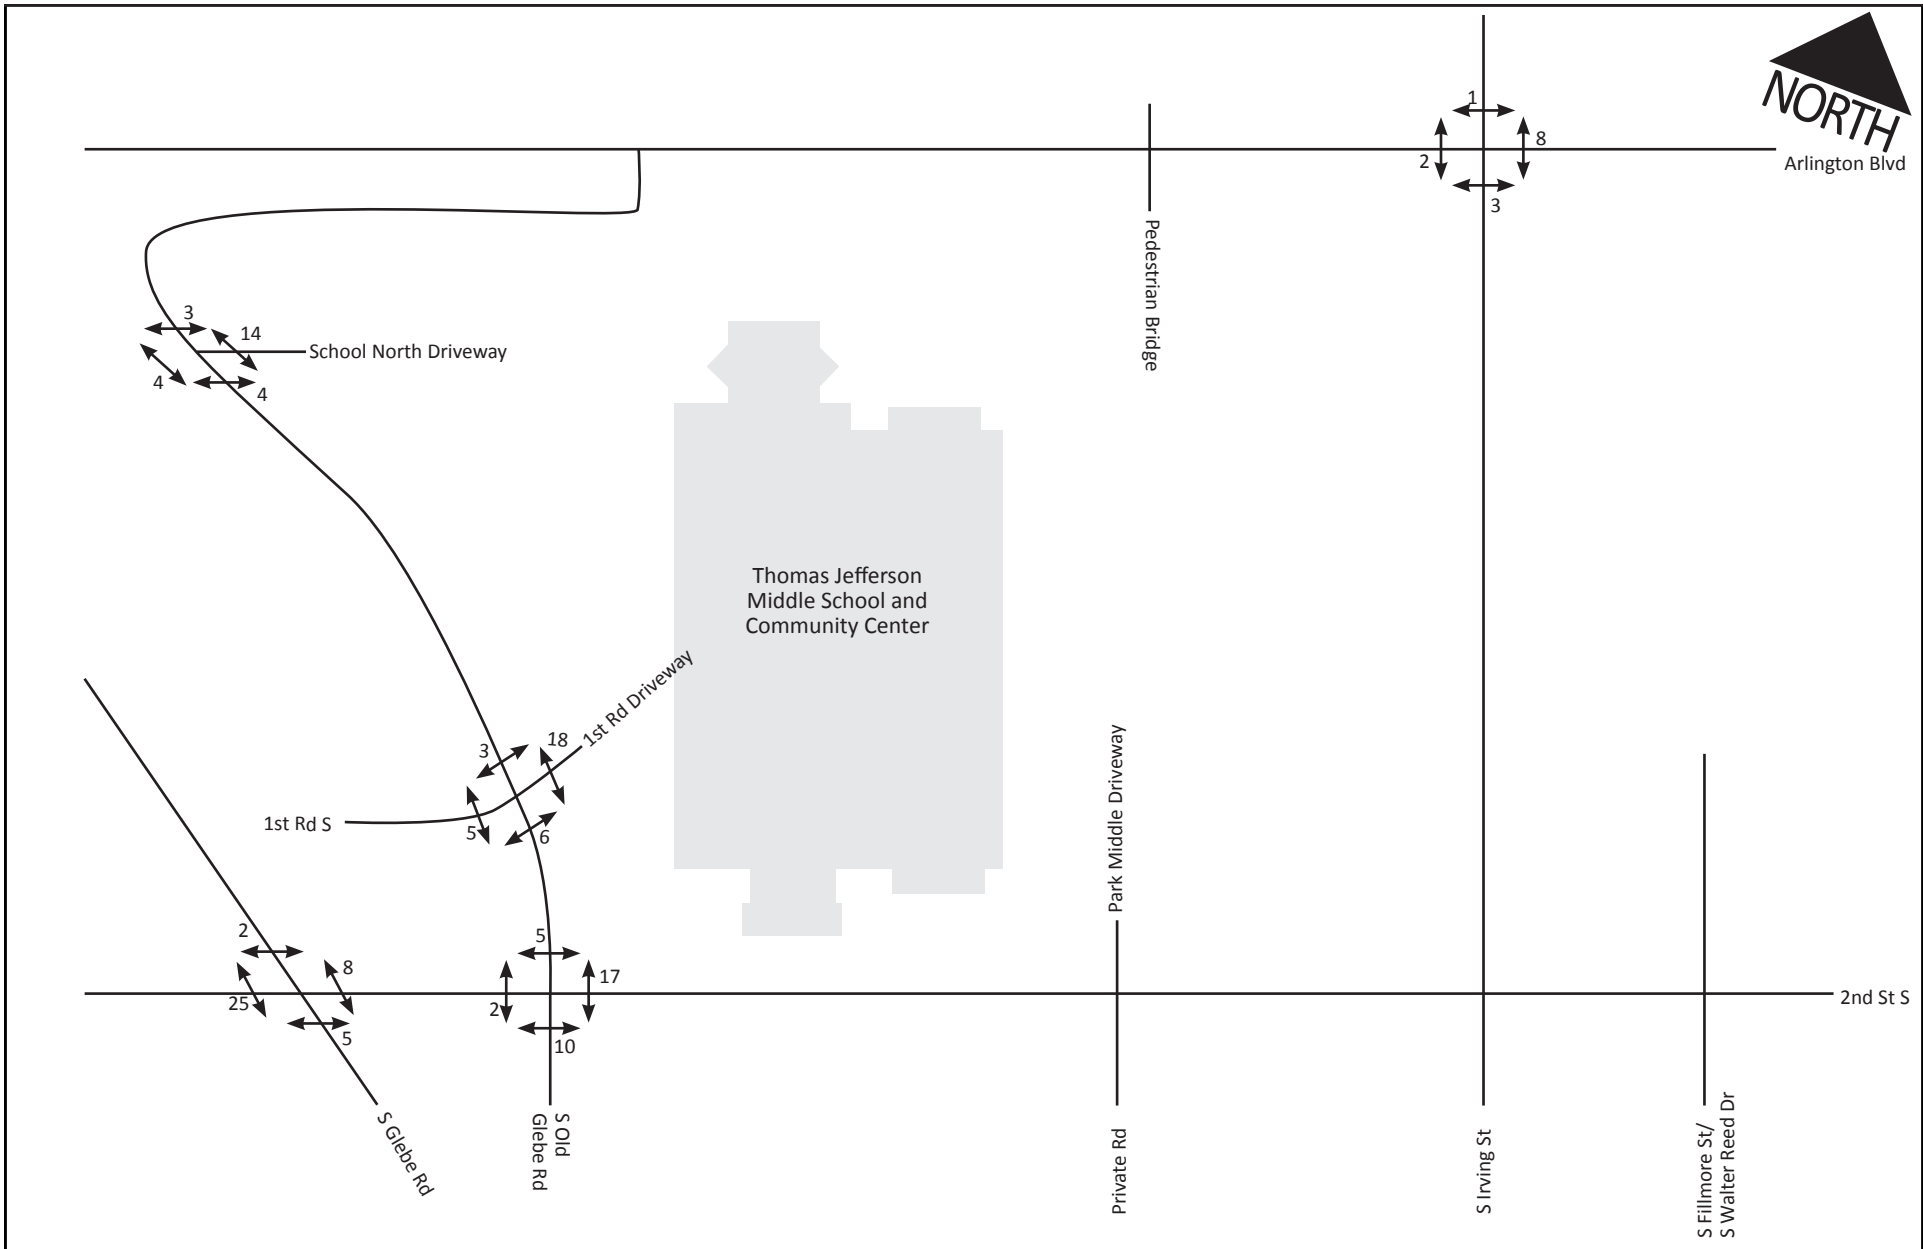 NORTH
1
8
2
3
Arlington Blvd
Pedestrian Bridge
3
14
School North Driveway
4
4
Thomas Jefferson
Middle School and
Community Center
1st Rd Driveway
3
18
1st Rd S
5
6
Park Middle Driveway
2
8
25
5
5
17
2
10
2nd St S
S Glebe Rd
S Old
Glebe Rd
Private Rd
S Irving St
S Fillmore St/
S Walter Reed Dr